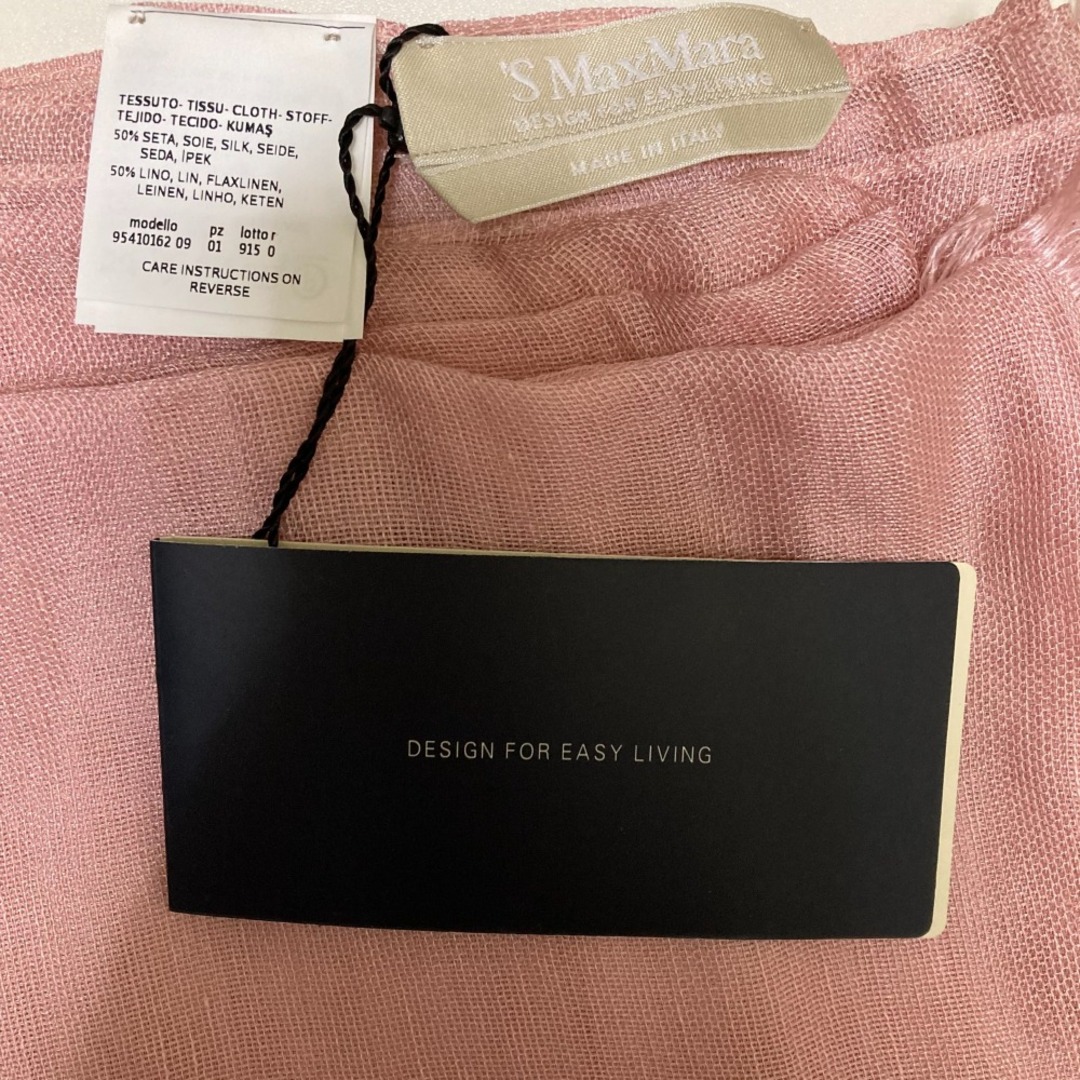 TESSUTO- TISSU- CLOTH- STOFF-
TEJIDO- TECIDO- KUMAŞ
50% SETA, SOIE, SILK, SEIDE,
SEDA, İPEK
50% LINO, LIN, FLAXLINEN,
LEINEN, LINHO, KETEN
modello pz lotto r
95410162 09 01 915 0
CARE INSTRUCTIONS ON
REVERSE
'S MaxMara
DESIGN FOR EASY LIVING
MADE IN ITALY
DESIGN FOR EASY LIVING